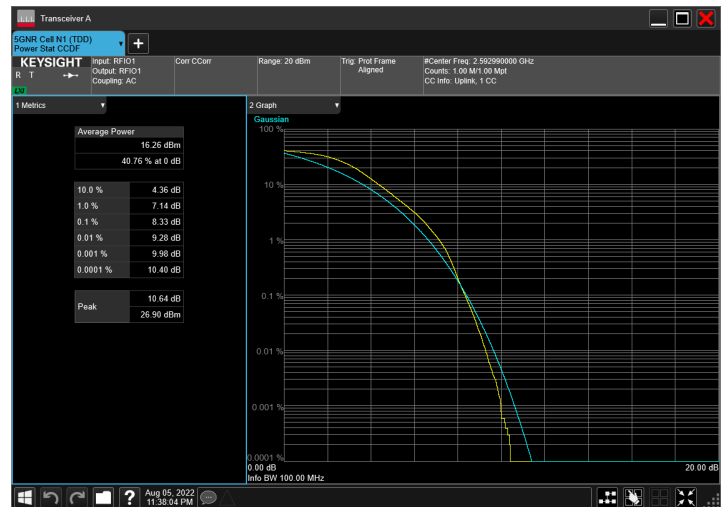 Transceiver A
5GNR Cell N1 (TDD)
Power Stat CCDF
KEYSIGHT
R T
LNI
Input: RFIO1
Output: RFIO1
Coupling: AC
Corr CCorr
Range: 20 dBm
Trig: Prot Frame
Aligned
#Center Freq: 2.592990000 GHz
Counts: 1.00 M/1.00 Mpt
CC Info: Uplink, 1 CC
1 Metrics
Average Power
16.26 dBm
40.76 % at 0 dB
10.0 % 4.36 dB
1.0 % 7.14 dB
0.1 % 8.33 dB
0.01 % 9.28 dB
0.001 % 9.98 dB
0.0001 % 10.40 dB
Peak
10.64 dB
26.90 dBm
2 Graph
Gaussian
100 %
10 %
1 %
0.1 %
0.01 %
0.001 %
0.0001 %
0.00 dB 20.00 dB
Info BW 100.00 MHz
? Aug 05, 2022
11:38:04 PM